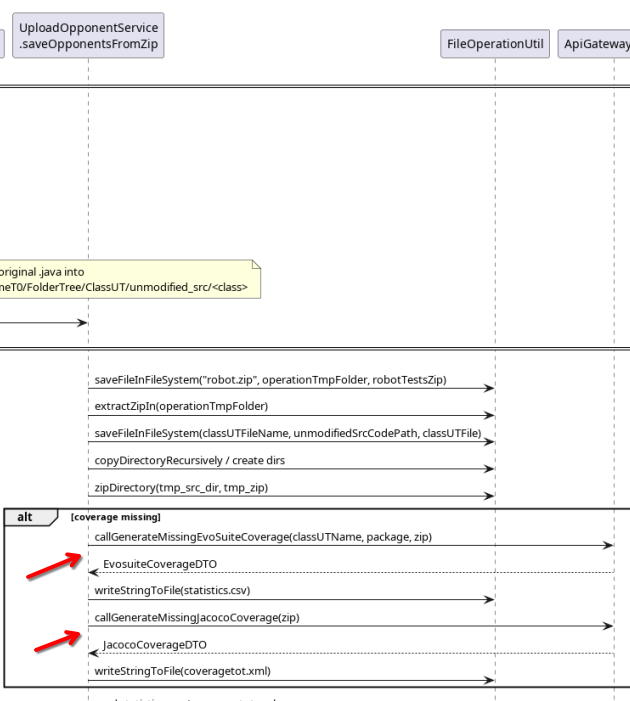 UploadOpponentService
.saveOpponentsFromZip
FileOperationUtil
ApiGateway
original .java into
meT0/FolderTree/ClassUT/unmodified_src/<class>
saveFileInFileSystem("robot.zip", operationTmpFolder, robotTestsZip)
extractZipIn(operationTmpFolder)
saveFileInFileSystem(classUTFileName, unmodifiedSrcCodePath, classUTFile)
copyDirectoryRecursively / create dirs
zipDirectory(tmp_src_dir, tmp_zip)
alt [coverage missing]
callGenerateMissingEvoSuiteCoverage(classUTName, package, zip)
EvosuiteCoverageDTO
writeStringToFile(statistics.csv)
callGenerateMissingJacocoCoverage(zip)
JacocoCoverageDTO
writeStringToFile(coveragetot.xml)